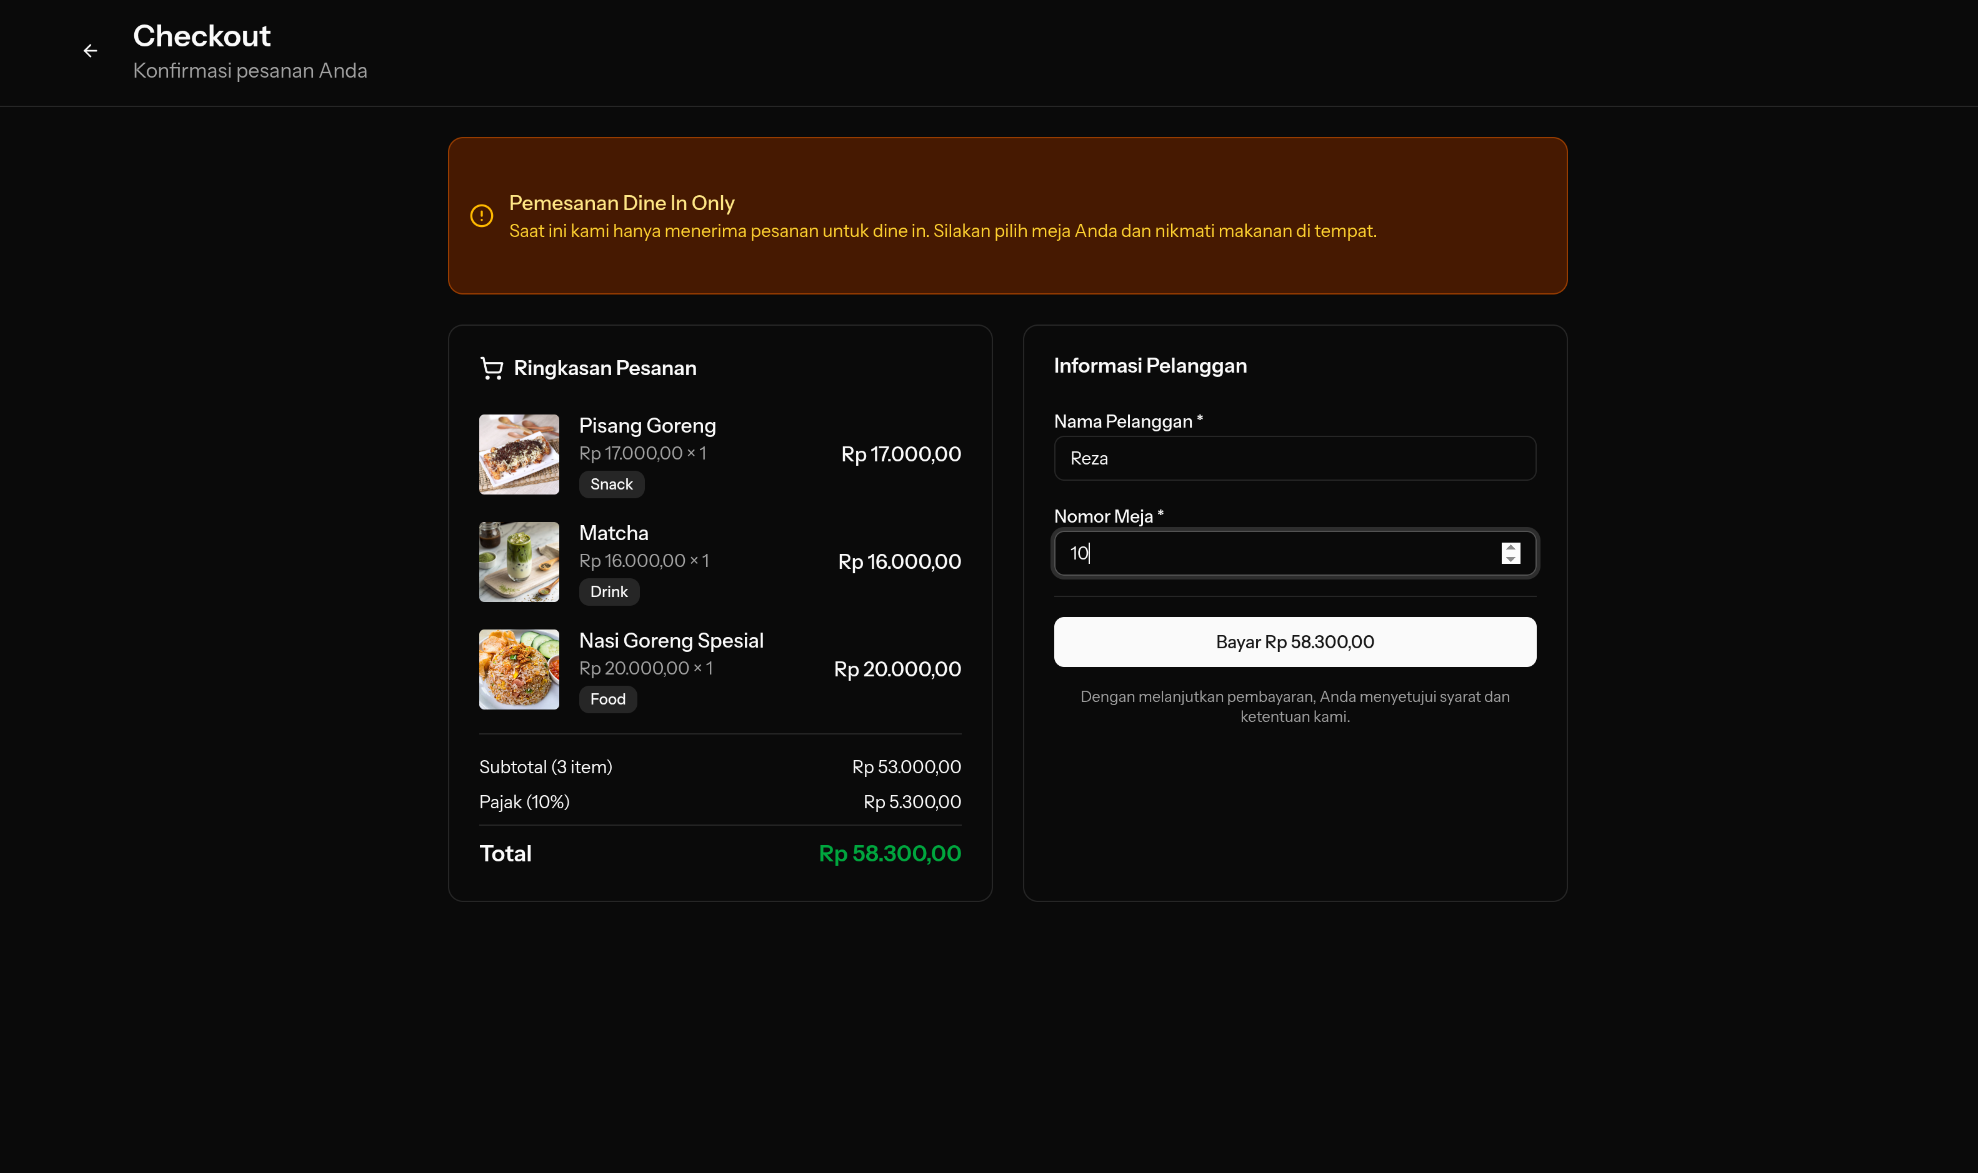 Checkout
Konfirmasi pesanan Anda
Pemesanan Dine In Only
Saat ini kami hanya menerima pesanan untuk dine in. Silakan pilih meja Anda dan nikmati makanan di tempat.
Ringkasan Pesanan
Pisang Goreng
Rp 17.000,00 × 1
Rp 17.000,00
Snack
Matcha
Rp 16.000,00 × 1
Rp 16.000,00
Drink
Nasi Goreng Spesial
Rp 20.000,00 × 1
Rp 20.000,00
Food
Subtotal (3 item) Rp 53.000,00
Pajak (10%) Rp 5.300,00
Total Rp 58.300,00
Informasi Pelanggan
Nama Pelanggan *
Reza
Nomor Meja *
10
Bayar Rp 58.300,00
Dengan melanjutkan pembayaran, Anda menyetujui syarat dan
ketentuan kami.